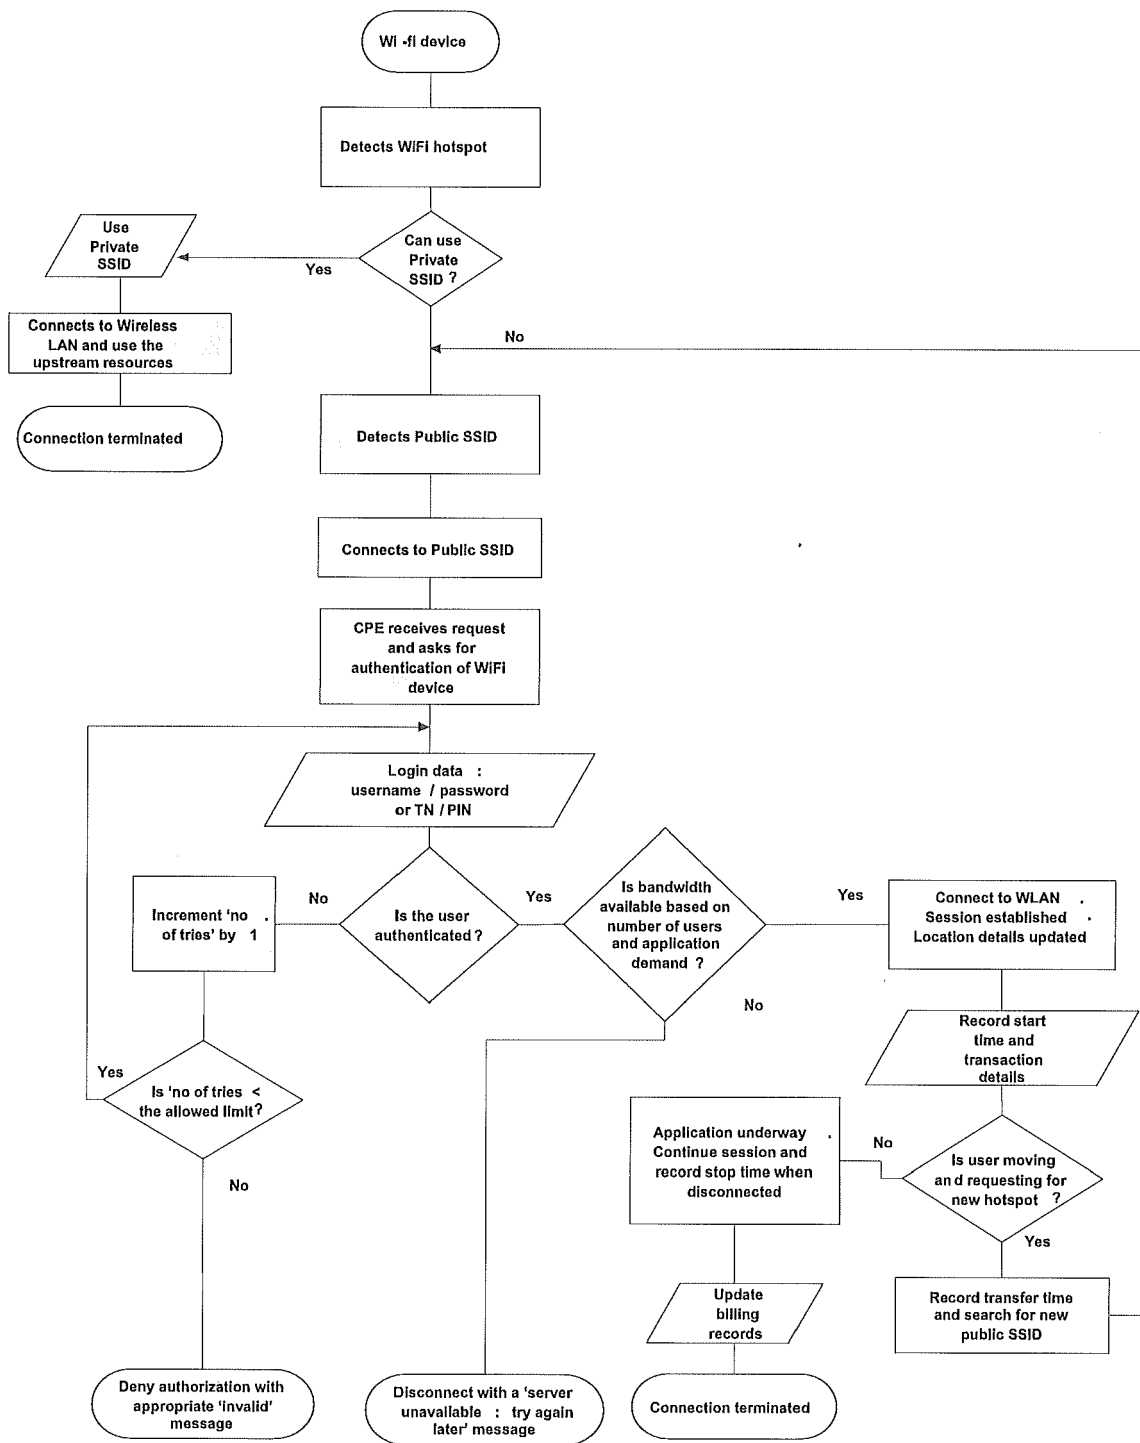 Wi -fi device
Detects WiFi hotspot
Use
Private
SSID
Yes
Can use
Private
SSID ?
No
Connects to Wireless
LAN and use the
upstream resources
Connection terminated
Detects Public SSID
Connects to Public SSID
CPE receives request
and asks for
authentication of WiFi
device
Login data :
username / password
or TN / PIN
Increment 'no
of tries' by 1
No
Is the user
authenticated ?
Yes
Is bandwidth
available based on
number of users
and application
demand ?
Yes
Connect to WLAN .
Session established .
Location details updated
No
Record start
time and
transaction
details
Yes
Is 'no of tries <
the allowed limit?
No
Application underway .
Continue session and
record stop time when
disconnected
No
Is user moving
and requesting for
new hotspot ?
Yes
Update
billing
records
Record transfer time
and search for new
public SSID
Deny authorization with
appropriate 'invalid'
message
Disconnect with a 'server
unavailable : try again
later' message
Connection terminated